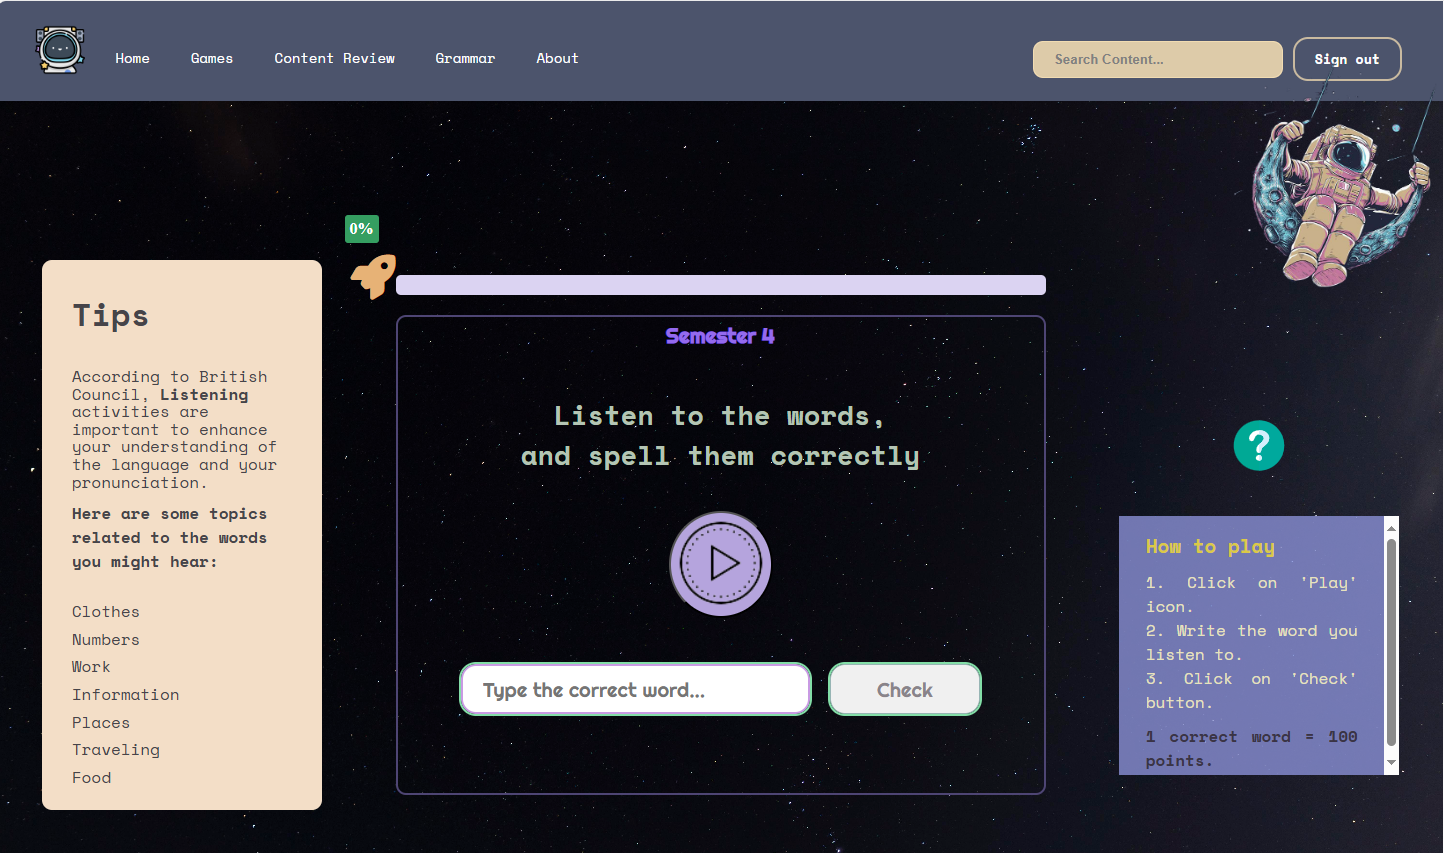 Home
Games
Content Review
Grammar
About
Search Content...
Sign out
0%
Tips
According to British
Council, Listening
activities are
important to enhance
your understanding of
the language and your
pronunciation.
Here are some topics
related to the words
you might hear:
Clothes
Numbers
Work
Information
Places
Traveling
Food
Semester 4
Listen to the words,
and spell them correctly
Type the correct word...
Check
?
How to play
1. Click on 'Play'
icon.
2. Write the word you
listen to.
3. Click on 'Check'
button.
1 correct word = 100
points.